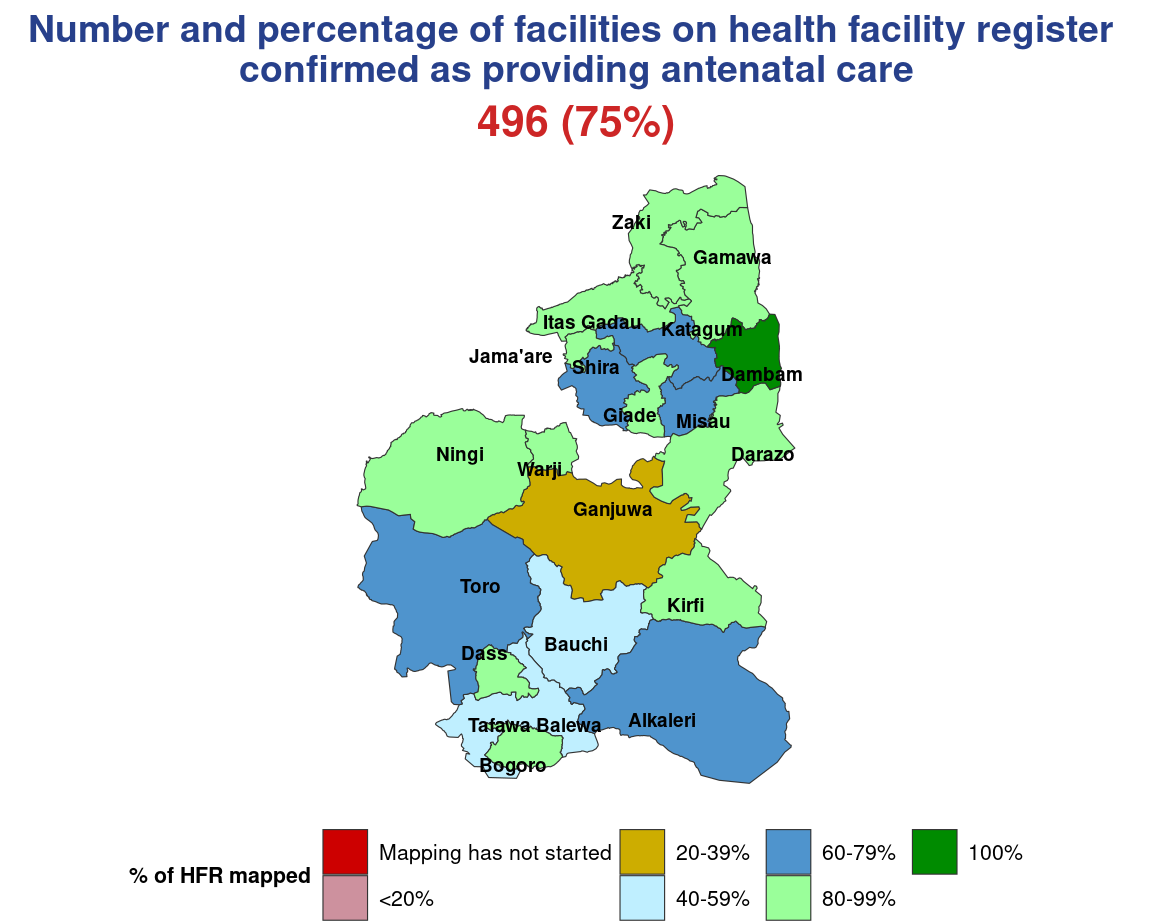 Number and percentage of facilities on health facility register
confirmed as providing antenatal care
496 (75%)
Zaki
Gamawa
Itas Gadau
Katagum
Jama'are
Shira
Dambam
Giade
Misau
Ningi
Warji
Darazo
Ganjuwa
Toro
Kirfi
Bauchi
Dass
Tafawa Balewa
Alkaleri
Bogoro
% of HFR mapped
Mapping has not started
<20%
20-39%
40-59%
60-79%
80-99%
100%